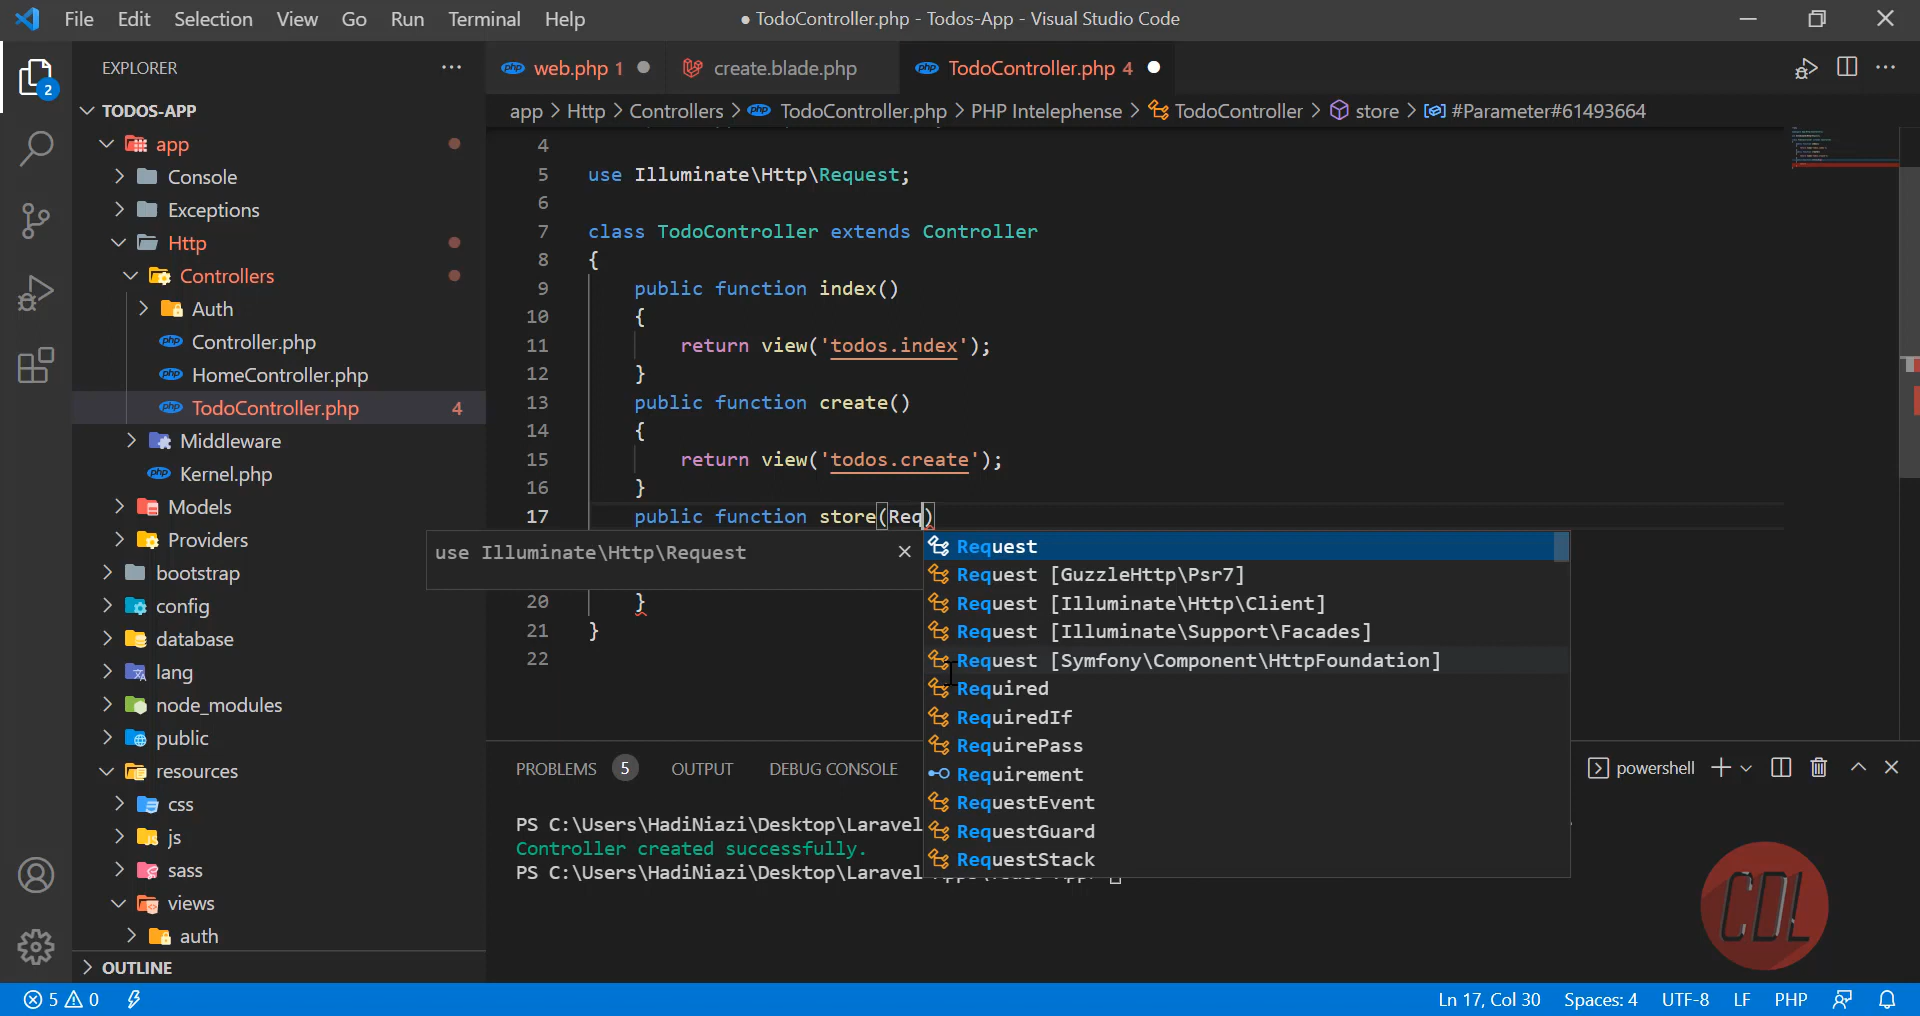 File Edit Selection View Go Run Terminal Help
● TodoController.php - Todos-App - Visual Studio Code
EXPLORER ···
web.php 1 ●
create.blade.php
TodoController.php 4 ●
app > Http > Controllers > TodoController.php > PHP Intelephense > TodoController > store > #Parameter#61493664
2
TODOS-APP
app
Console
Exceptions
Http
Controllers
Auth
Controller.php
HomeController.php
TodoController.php 4
Middleware
Kernel.php
Models
Providers
bootstrap
config
database
lang
node_modules
public
resources
css
js
sass
views
auth
OUTLINE
4
5 use Illuminate\Http\Request;
6
7 class TodoController extends Controller
8 {
9 public function index()
10 {
11 return view('todos.index');
12 }
13 public function create()
14 {
15 return view('todos.create');
16 }
17 public function store(Req)
use Illuminate\Http\Request
20 }
21 }
22
Request
Request [GuzzleHttp\Psr7]
Request [Illuminate\Http\Client]
Request [Illuminate\Support\Facades]
Request [Symfony\Component\HttpFoundation]
Required
RequiredIf
RequirePass
Requirement
RequestEvent
RequestGuard
RequestStack
PROBLEMS 5 OUTPUT DEBUG CONSOLE
powershell
PS C:\Users\HadiNiazi\Desktop\Laravel
Controller created successfully.
PS C:\Users\HadiNiazi\Desktop\Laravel
CDL
5 0
Ln 17, Col 30 Spaces: 4 UTF-8 LF PHP